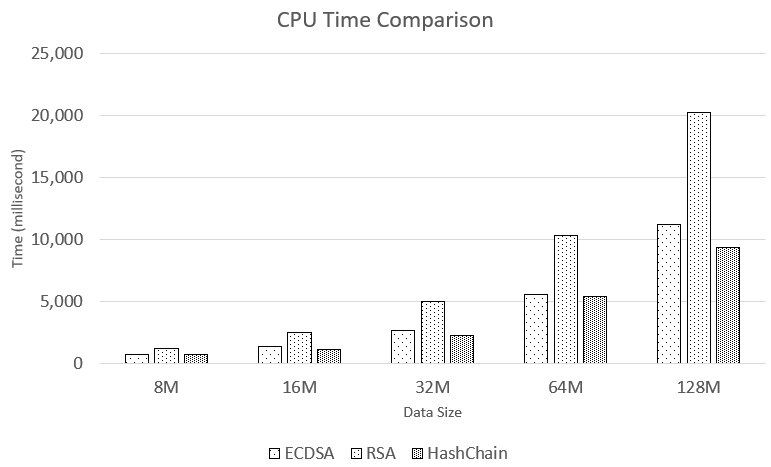 CPU Time Comparison
25,000
20,000
15,000
10,000
5,000
0
Time (millisecond)
8M 16M 32M 64M 128M
Data Size
ECDSA RSA HashChain